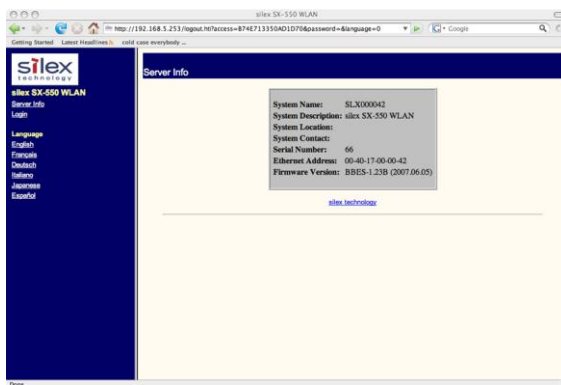 silex SX-550 WLAN
http://192.168.5.253/logout.htl?access=B74E713350AD1D70&password=&language=0
Google
Getting Started Latest Headlines cold case everybody ...
silex
technology
silex SX-550 WLAN
Server Info
Login
Language
English
Français
Deutsch
Italiano
Japanese
Español
Server Info
System Name: SLX000042
System Description: silex SX-550 WLAN
System Location:
System Contact:
Serial Number: 66
Ethernet Address: 00-40-17-00-00-42
Firmware Version: BBES-1.23B (2007.06.05)
silex technology
Done